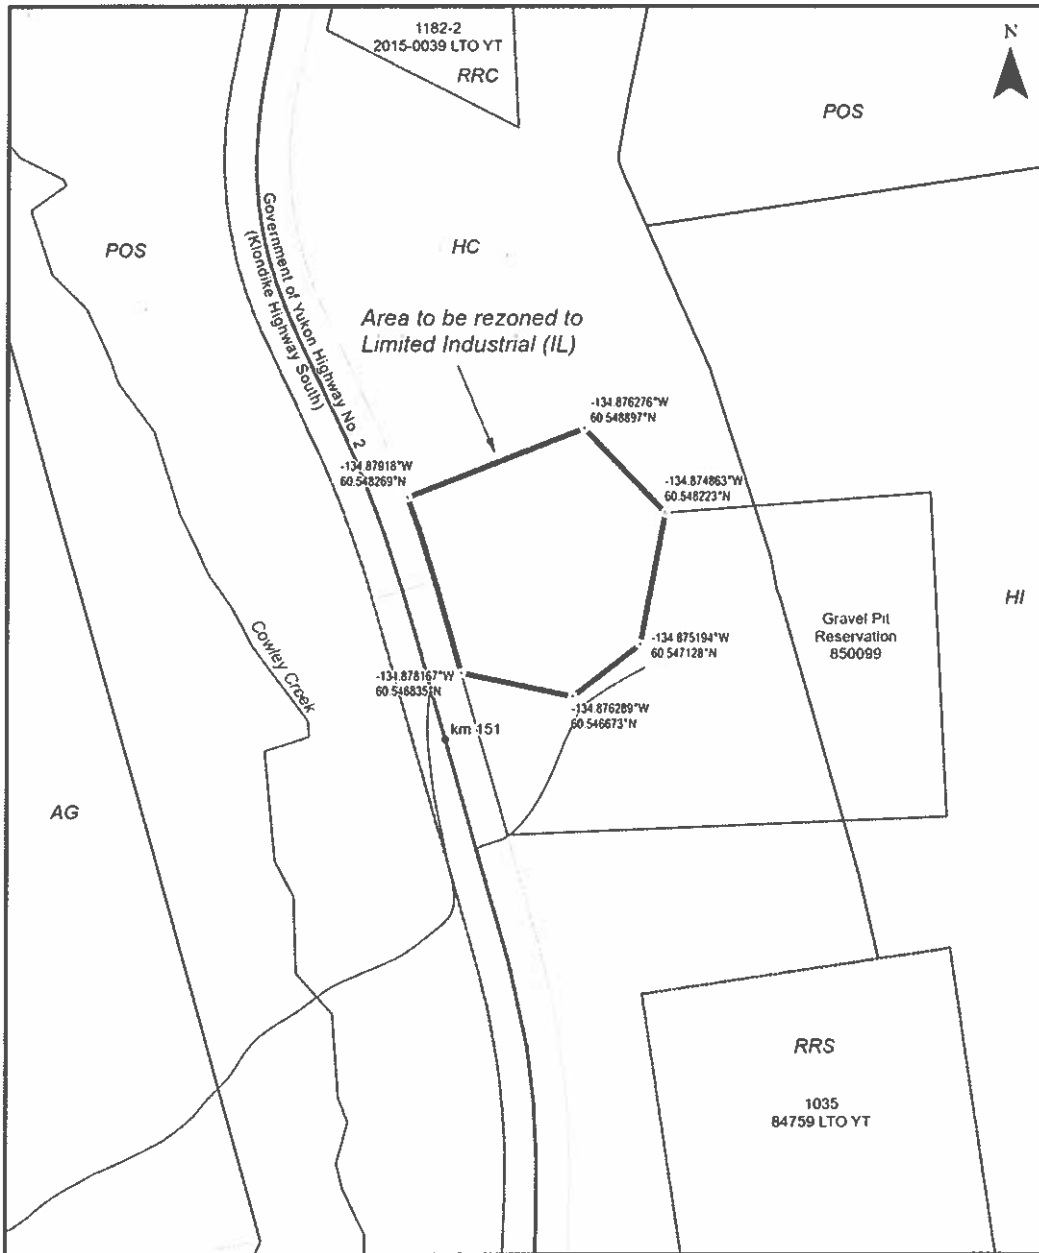 1182-2
2015-0039 LTO YT
RRC
N
POS
POS
HC
Government of Yukon Highway No. 2
(Klondike Highway South)
Area to be rezoned to
Limited Industrial (IL)
-134.876276°W
60.548897°N
-134.87918°W
60.548269°N
-134.874863°W
60.548223°N
HI
Gravel Pit
Reservation
850099
-134.875194°W
60.547128°N
Cowley Creek
-134.878167°W
60.546835°N
-134.876289°W
60.546673°N
km 151
AG
RRS
1035
84759 LTO YT